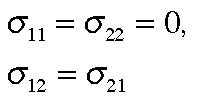 σ₁₁ = σ₂₂ = 0,
σ₁₂ = σ₂₁